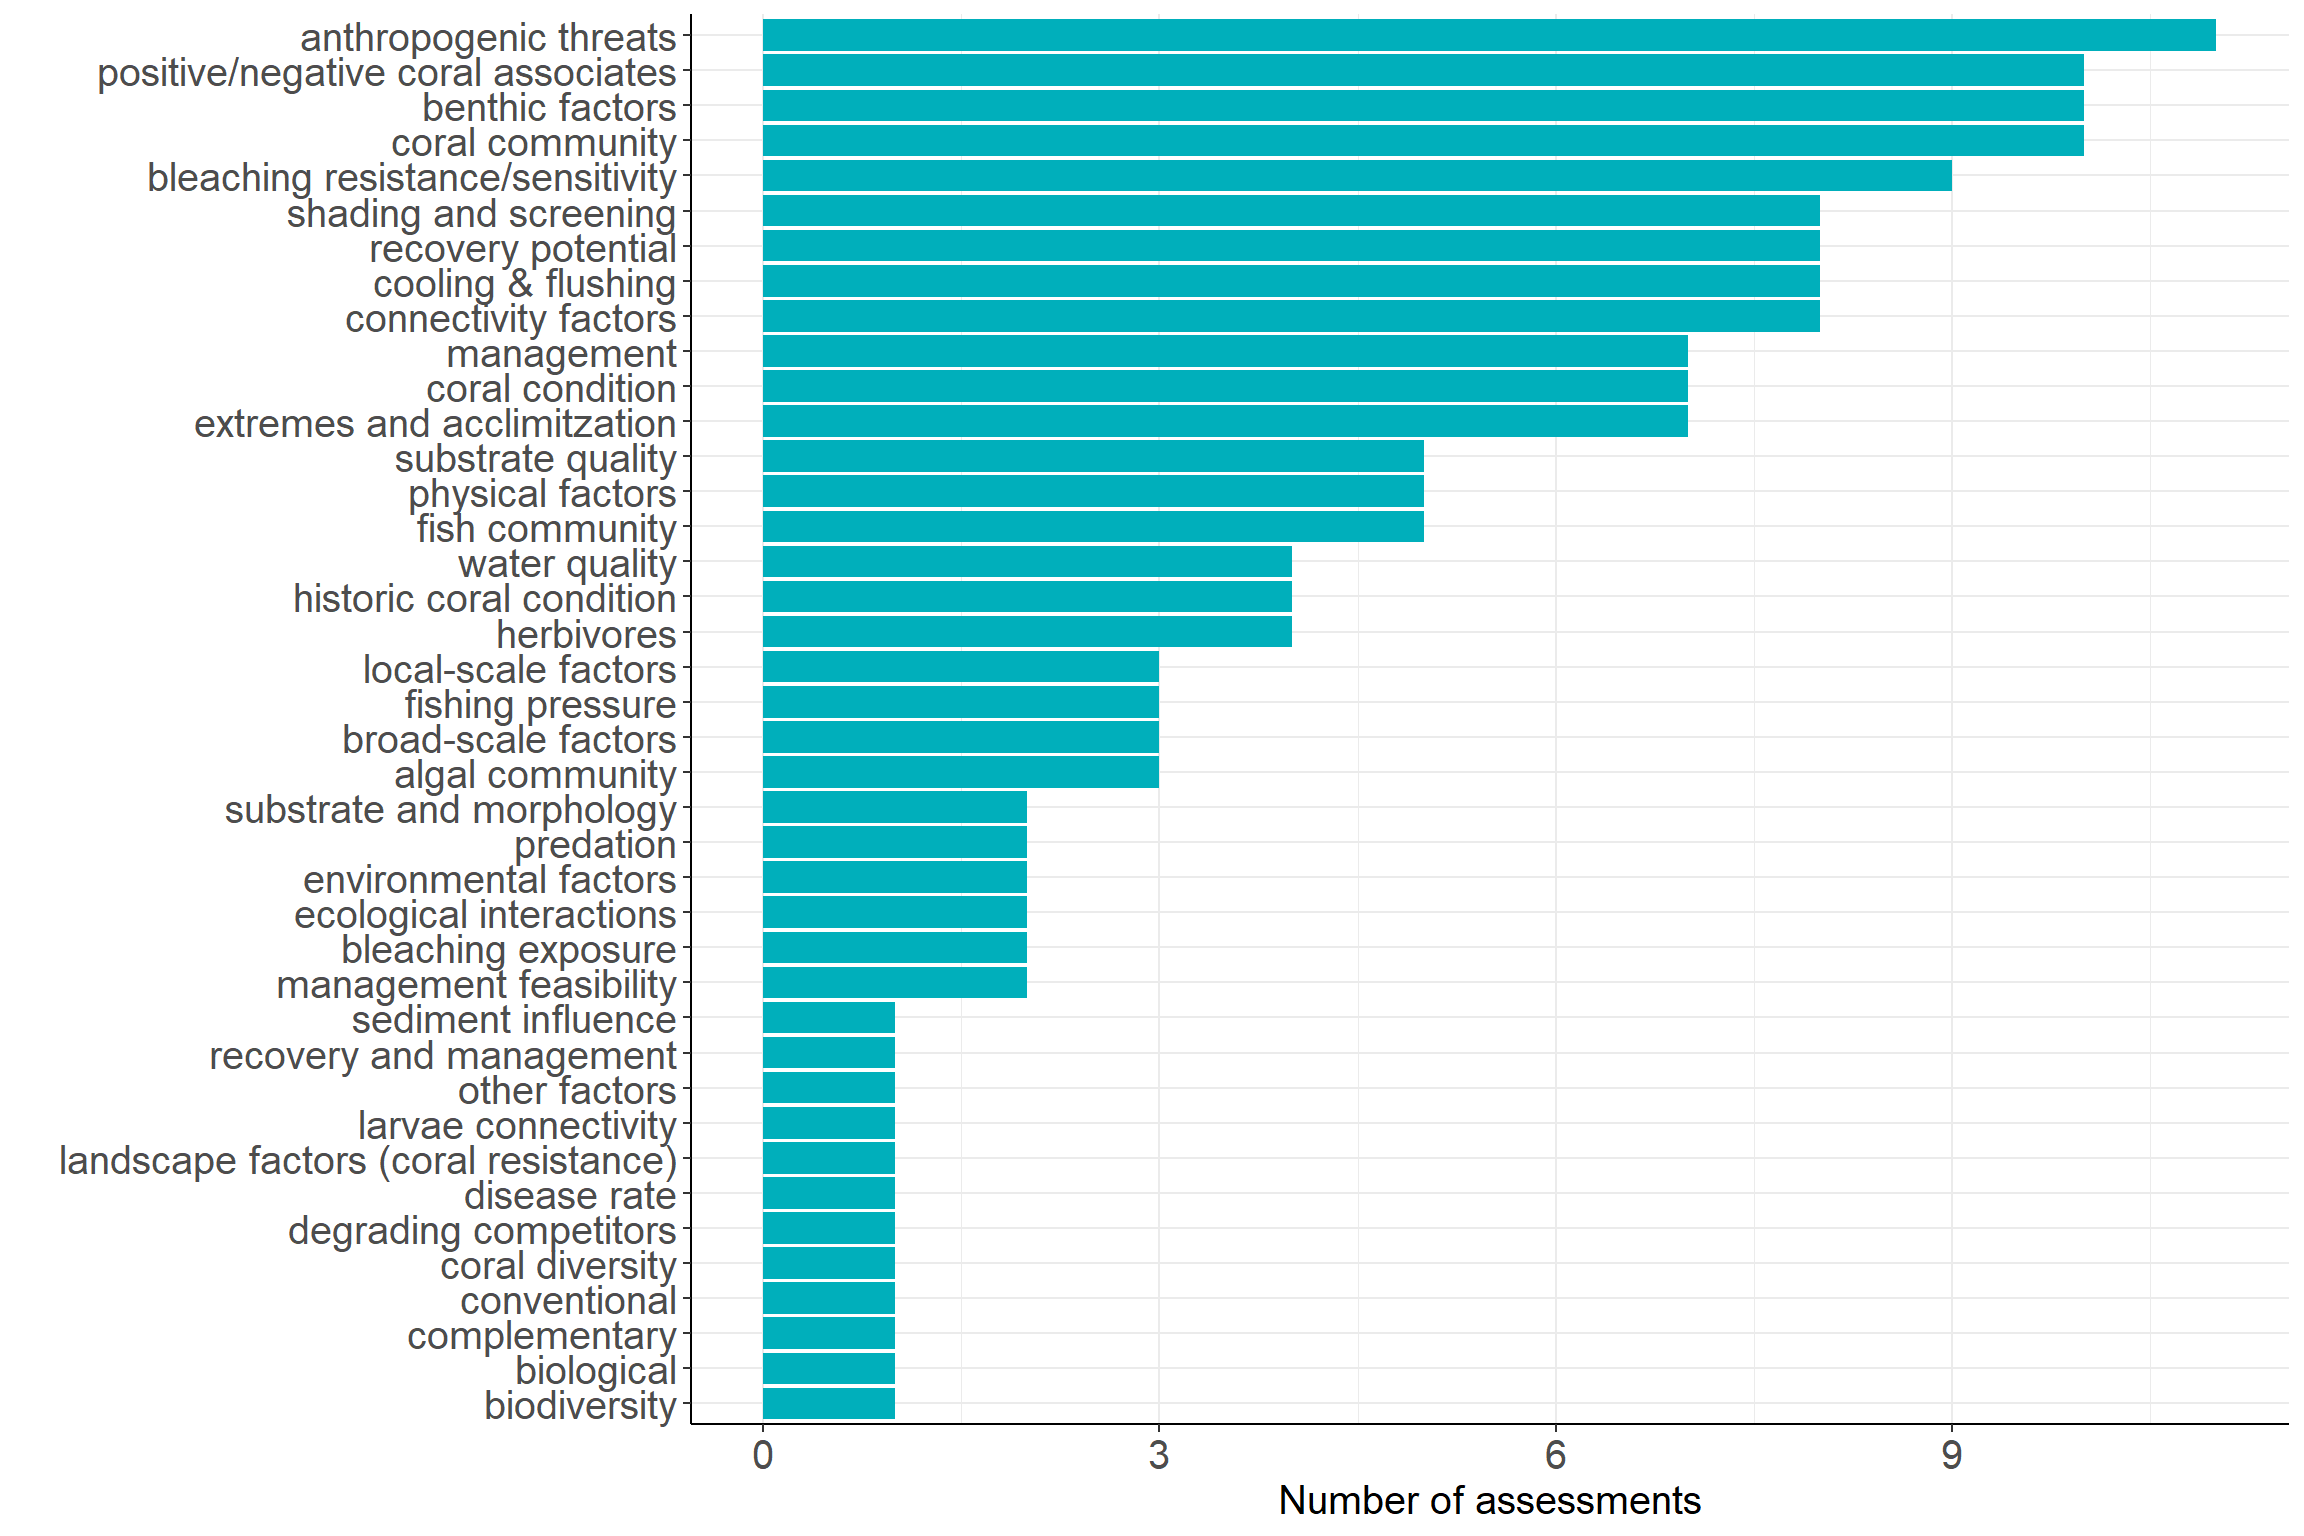 anthropogenic threats
positive/negative coral associates
benthic factors
coral community
bleaching resistance/sensitivity
shading and screening
recovery potential
cooling & flushing
connectivity factors
management
coral condition
extremes and acclimitzation
substrate quality
physical factors
fish community
water quality
historic coral condition
herbivores
local-scale factors
fishing pressure
broad-scale factors
algal community
substrate and morphology
predation
environmental factors
ecological interactions
bleaching exposure
management feasibility
sediment influence
recovery and management
other factors
larvae connectivity
landscape factors (coral resistance)
disease rate
degrading competitors
coral diversity
conventional
complementary
biological
biodiversity
0 3 6 9
Number of assessments